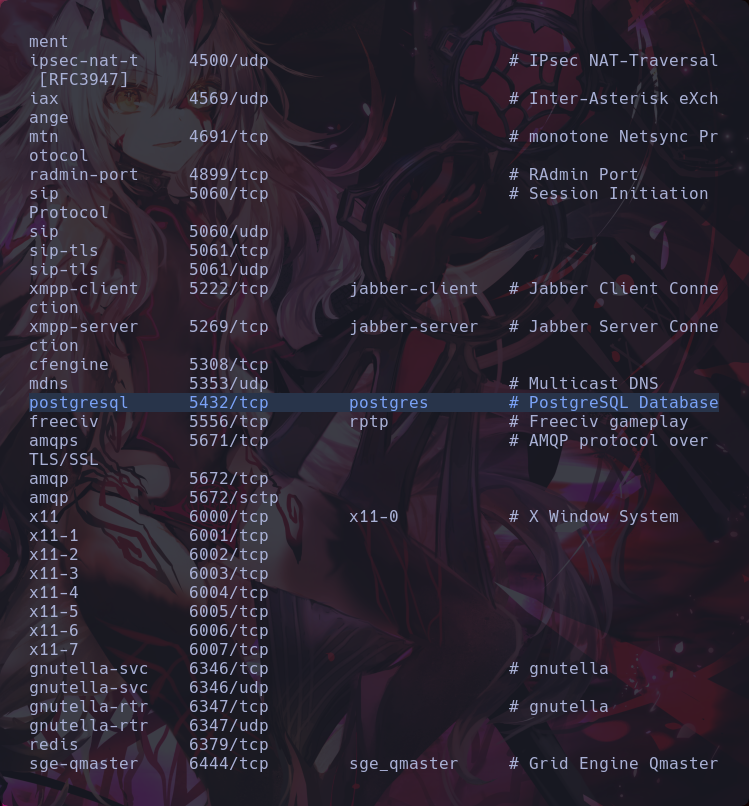 ment
ipsec-nat-t     4500/udp                        # IPsec NAT-Traversal
 [RFC3947]
iax             4569/udp                        # Inter-Asterisk eXch
ange
mtn             4691/tcp                        # monotone Netsync Pr
otocol
radmin-port     4899/tcp                        # RAdmin Port
sip             5060/tcp                        # Session Initiation
Protocol
sip             5060/udp
sip-tls         5061/tcp
sip-tls         5061/udp
xmpp-client     5222/tcp        jabber-client   # Jabber Client Conne
ction
xmpp-server     5269/tcp        jabber-server   # Jabber Server Conne
ction
cfengine        5308/tcp
mdns            5353/udp                        # Multicast DNS
postgresql      5432/tcp        postgres        # PostgreSQL Database
freeciv         5556/tcp        rptp            # Freeciv gameplay
amqps           5671/tcp                        # AMQP protocol over
TLS/SSL
amqp            5672/tcp
amqp            5672/sctp
x11             6000/tcp        x11-0           # X Window System
x11-1           6001/tcp
x11-2           6002/tcp
x11-3           6003/tcp
x11-4           6004/tcp
x11-5           6005/tcp
x11-6           6006/tcp
x11-7           6007/tcp
gnutella-svc    6346/tcp                        # gnutella
gnutella-svc    6346/udp
gnutella-rtr    6347/tcp                        # gnutella
gnutella-rtr    6347/udp
redis           6379/tcp
sge-qmaster     6444/tcp        sge_qmaster     # Grid Engine Qmaster